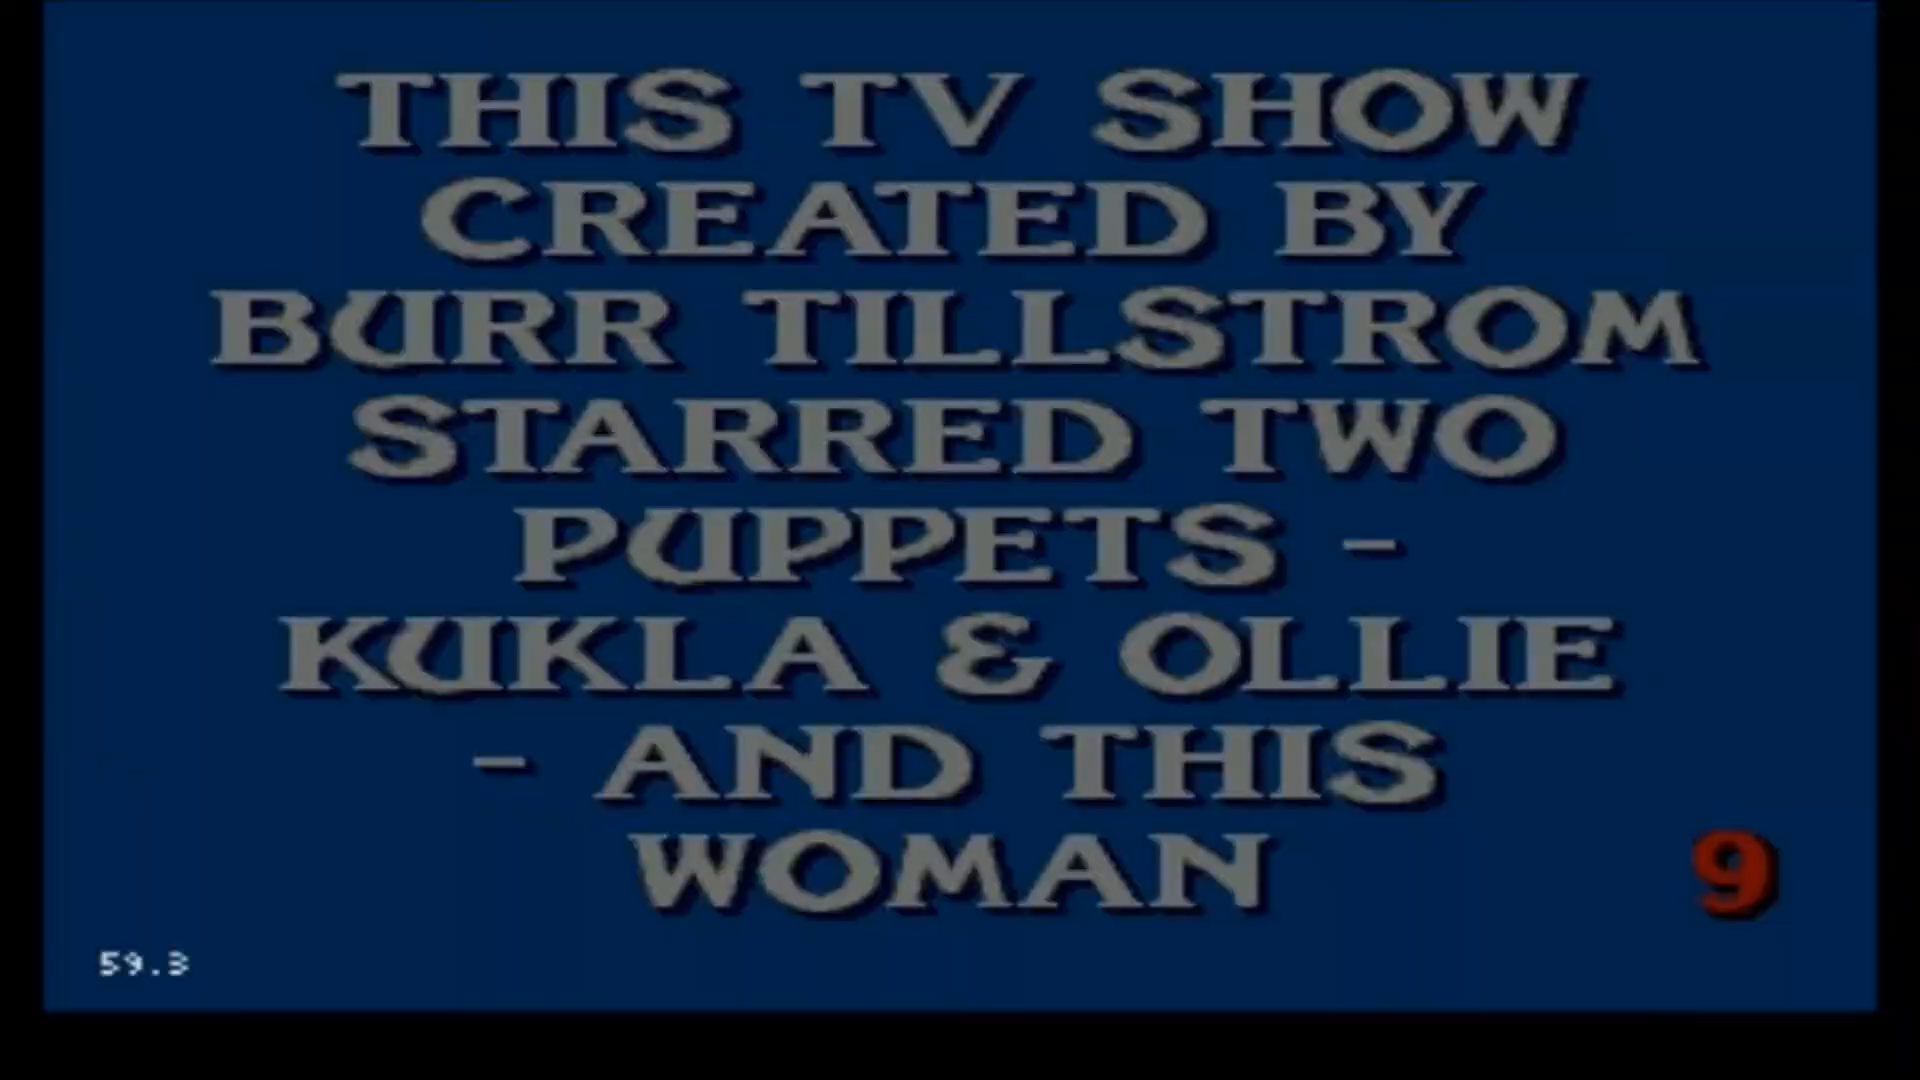 THIS TV SHOW
CREATED BY
BURR TILLSTROM
STARRED TWO
PUPPETS -
KUKLA & OLLIE
- AND THIS
WOMAN
9
59.3